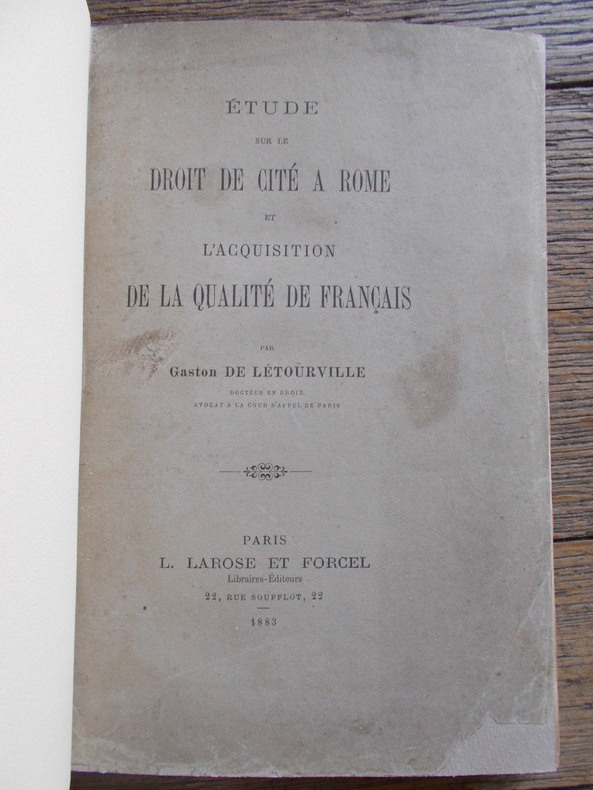 ÉTUDE
SUR LE
DROIT DE CITÉ A ROME
ET
L'ACQUISITION
DE LA QUALITÉ DE FRANÇAIS
PAR
Gaston DE LÉTOURVILLE
DOCTEUR EN DROIT,
AVOCAT A LA COUR D'APPEL DE PARIS
PARIS
L. LAROSE ET FORCEL
Libraires-Éditeurs
22, RUE SOUFFLOT, 22
1883